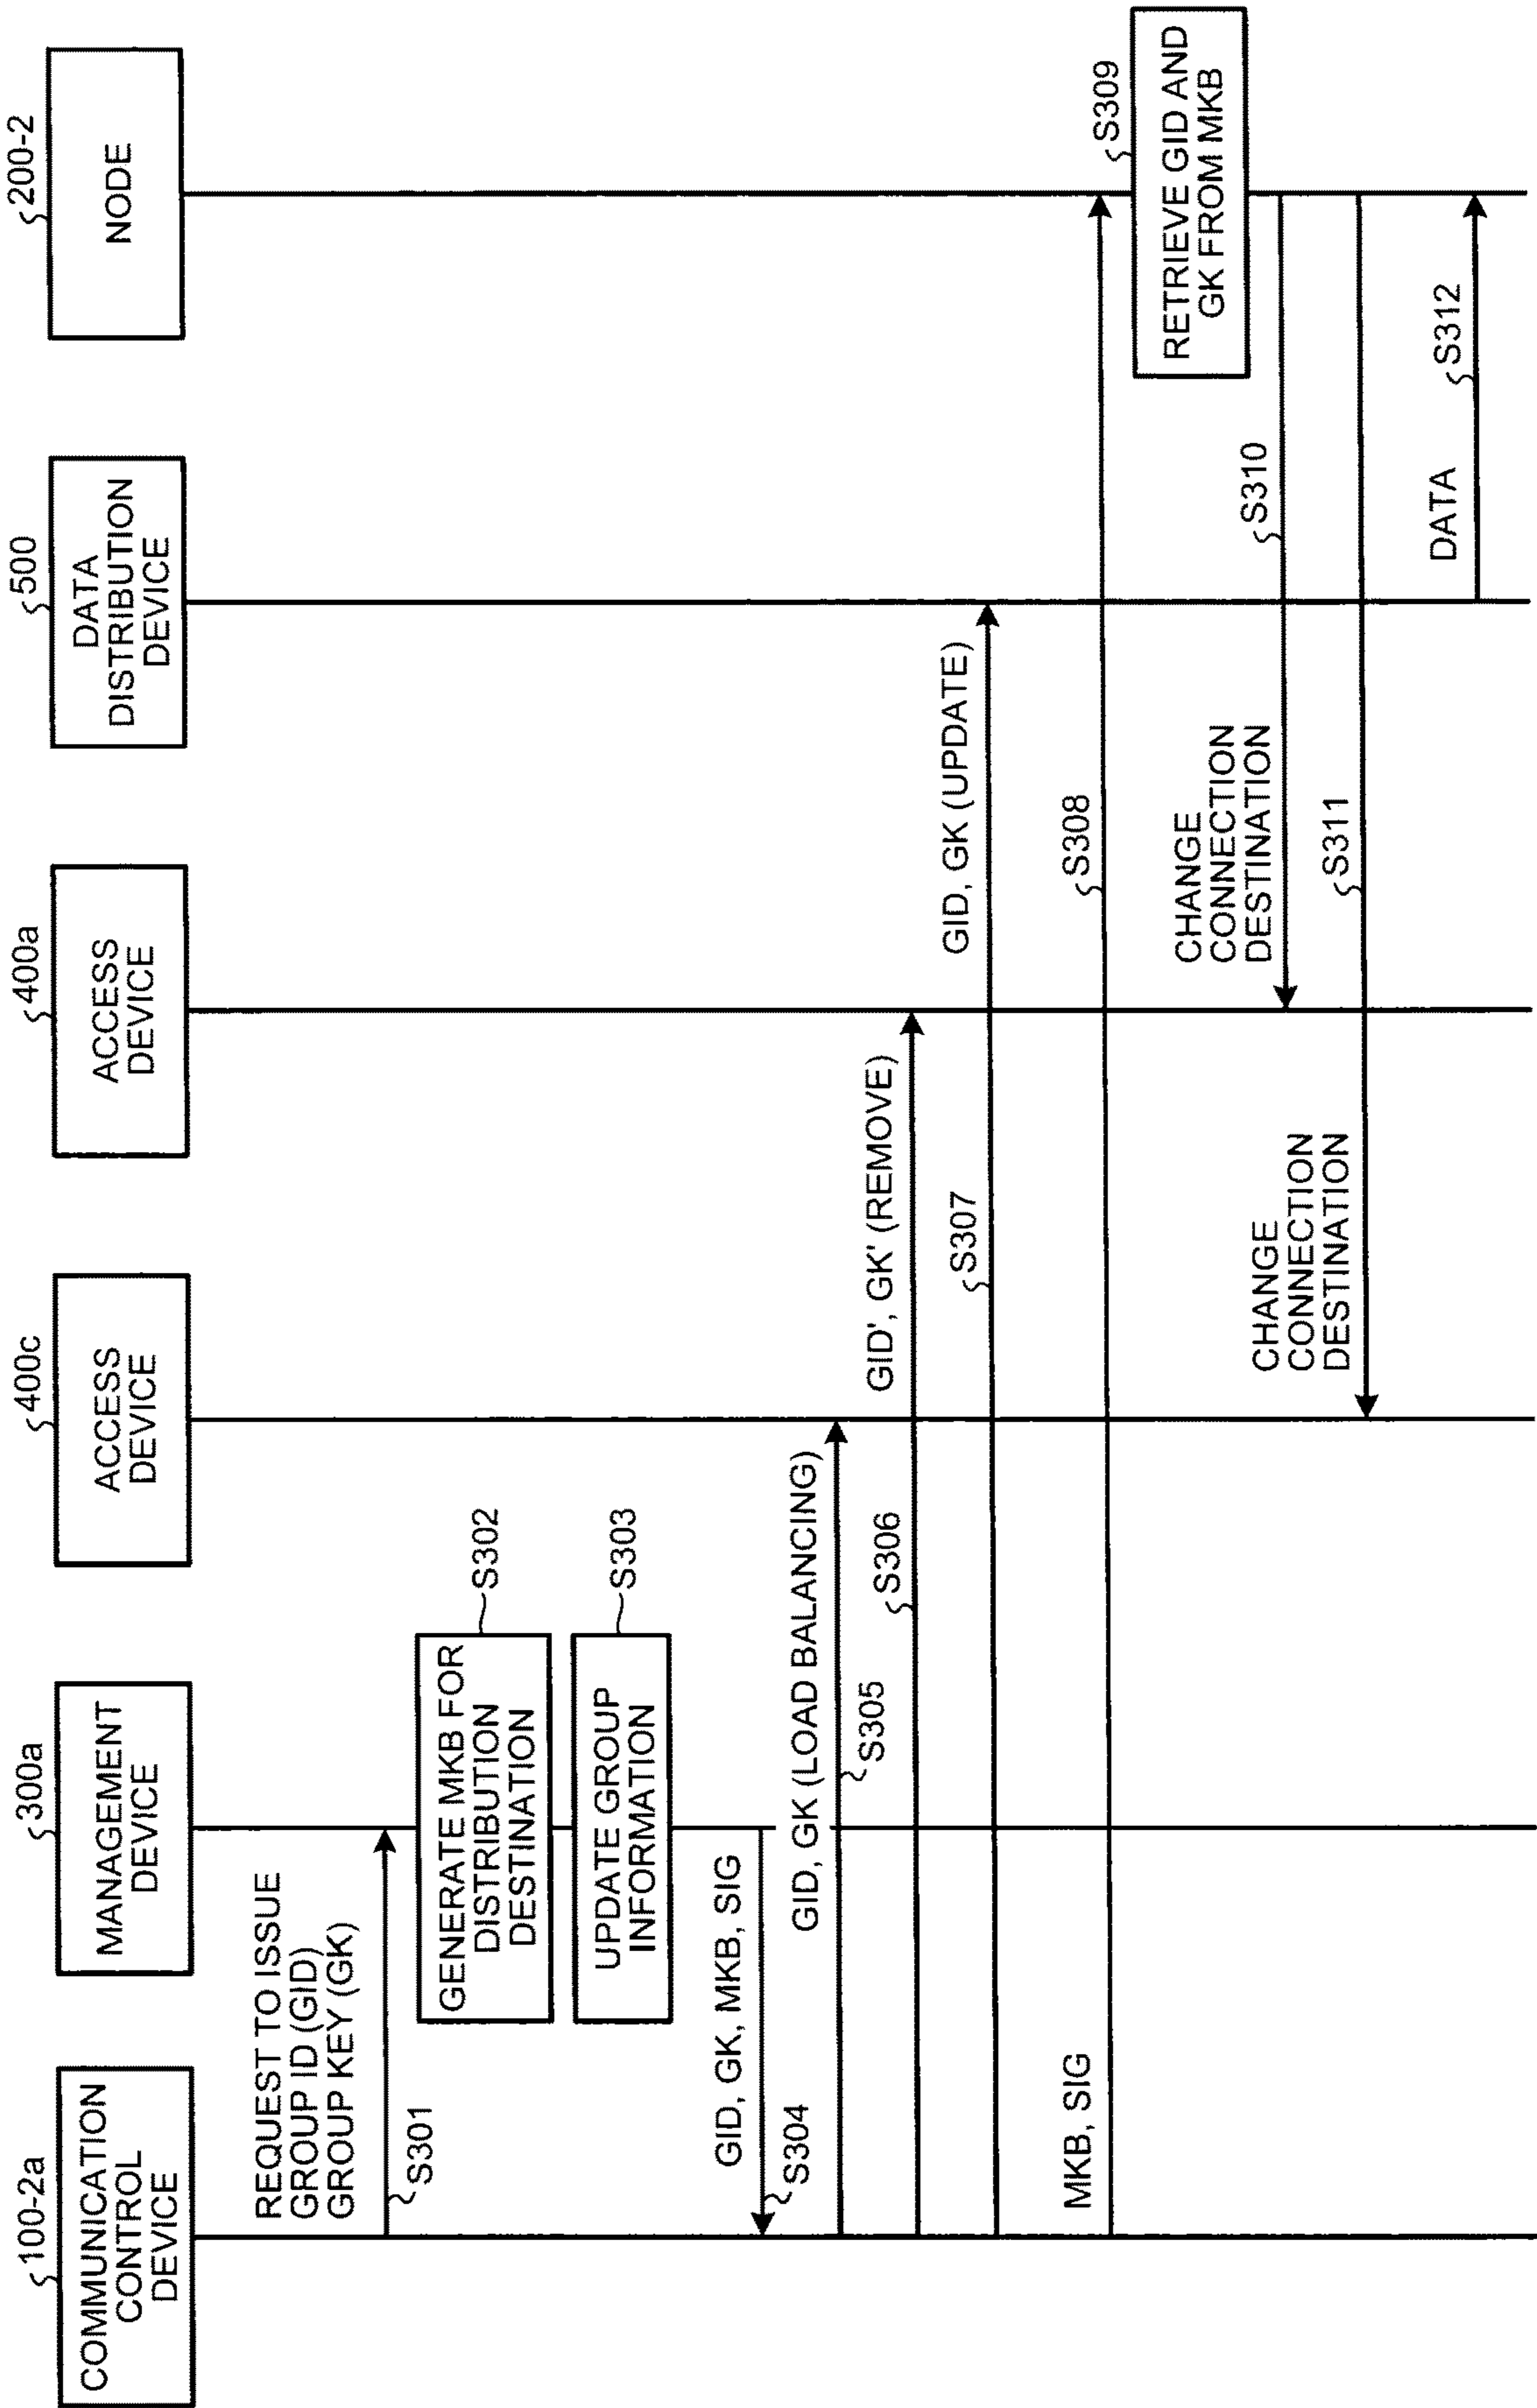 100-2a
COMMUNICATION
CONTROL
DEVICE
300a
MANAGEMENT
DEVICE
400c
ACCESS
DEVICE
400a
ACCESS
DEVICE
500
DATA
DISTRIBUTION
DEVICE
200-2
NODE
REQUEST TO ISSUE
GROUP ID (GID)
GROUP KEY (GK)
S301
GENERATE MKB FOR
DISTRIBUTION
DESTINATION
S302
UPDATE GROUP
INFORMATION
S303
GID, GK, MKB, SIG
S304
GID, GK (LOAD BALANCING)
S305
GID', GK' (REMOVE)
S306
GID, GK (UPDATE)
S307
MKB, SIG
S308
RETRIEVE GID AND
GK FROM MKB
S309
CHANGE
CONNECTION
DESTINATION
S310
CHANGE
CONNECTION
DESTINATION
S311
DATA
S312